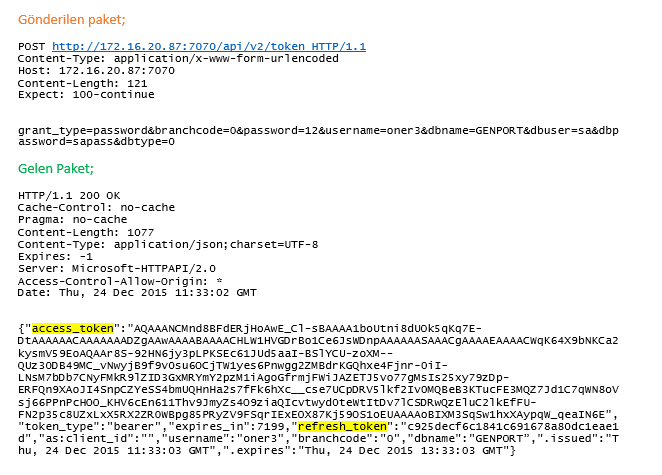 Gönderilen paket;
POST http://172.16.20.87:7070/api/v2/token HTTP/1.1
Content-Type: application/x-www-form-urlencoded
Host: 172.16.20.87:7070
Content-Length: 121
Expect: 100-continue
grant_type=password&branchcode=0&password=12&username=oner3&dbname=GENPORT&dbuser=sa&dbp
assword=sapass&dbtype=0
Gelen Paket;
HTTP/1.1 200 OK
Cache-Control: no-cache
Pragma: no-cache
Content-Length: 1077
Content-Type: application/json;charset=UTF-8
Expires: -1
Server: Microsoft-HTTPAPI/2.0
Access-Control-Allow-Origin: *
Date: Thu, 24 Dec 2015 11:33:02 GMT
{"access_token":"AQAAANCMnd8BFdERjHoAwE_Cl-sBAAAA1boUtni8dUOk5qKq7E-
DtAAAAAACAAAAAAADZgAAwAAAABAAAACHLW1HVGDrBo1Ce6JsWDnpAAAAAASAAACgAAAAEAAAACWqK64X9bNKCa2
kysmV59EoAQAAr8S-92HN6jy3pLPKSEc61JUd5aaI-BSlYCU-zoXM--
QUz3ODB49MC_vNwyjB9f9vOsu6OCjTW1yes6Pnwgg2ZMBdrKGQhxe4Fjnr-OiI-
LNsM7bDb7CNyFMkR9lZID3GxMRYmY2pzM1iAgoGfrmjFWiJAZETJ5vo77gMsIs25xy79zDp-
ERFQn9XAoJI4SnpCZYeSS4bmUQHnHa2s7fFk6hXc__cse7UCpDRV5lkf2IvOMQBeB3KTucFE3MQZ7Jd1C7qWN8oV
sj66PPnPcHOO_KHV6cEn611Thv9JmyZs4O9ziaQIcvtwydOteWtItDv7lCSDRwQzEluC2lkEfFU-
FN2p35c8UZxLxX5RX2ZROWBpg85PRyZV9FSqrIExEOX87Kj59OS1oEUAAAAoBIXM3SqSw1hxXAypqW_qeaIN6E",
"token_type":"bearer","expires_in":7199,"refresh_token":"c925decf6c1841c691678a80dc1eae1
d","as:client_id":"","username":"oner3","branchcode":"0","dbname":"GENPORT",".issued":"T
hu, 24 Dec 2015 11:33:03 GMT",".expires":"Thu, 24 Dec 2015 13:33:03 GMT"}